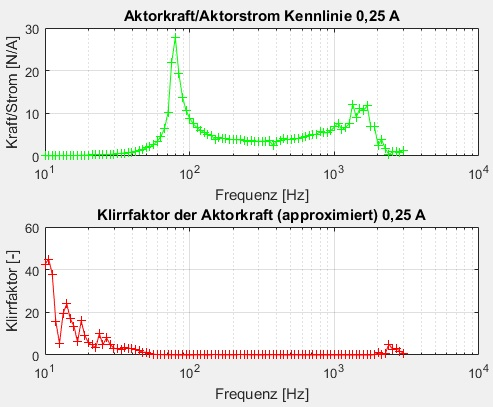 Aktorkraft/Aktorstrom Kennlinie 0,25 A
Kraft/Strom [N/A]
30
20
10
0
10^1
10^2
10^3
10^4
Frequenz [Hz]
Klirrfaktor der Aktorkraft (approximiert) 0,25 A
Klirrfaktor [-]
60
40
20
0
10^1
10^2
10^3
10^4
Frequenz [Hz]